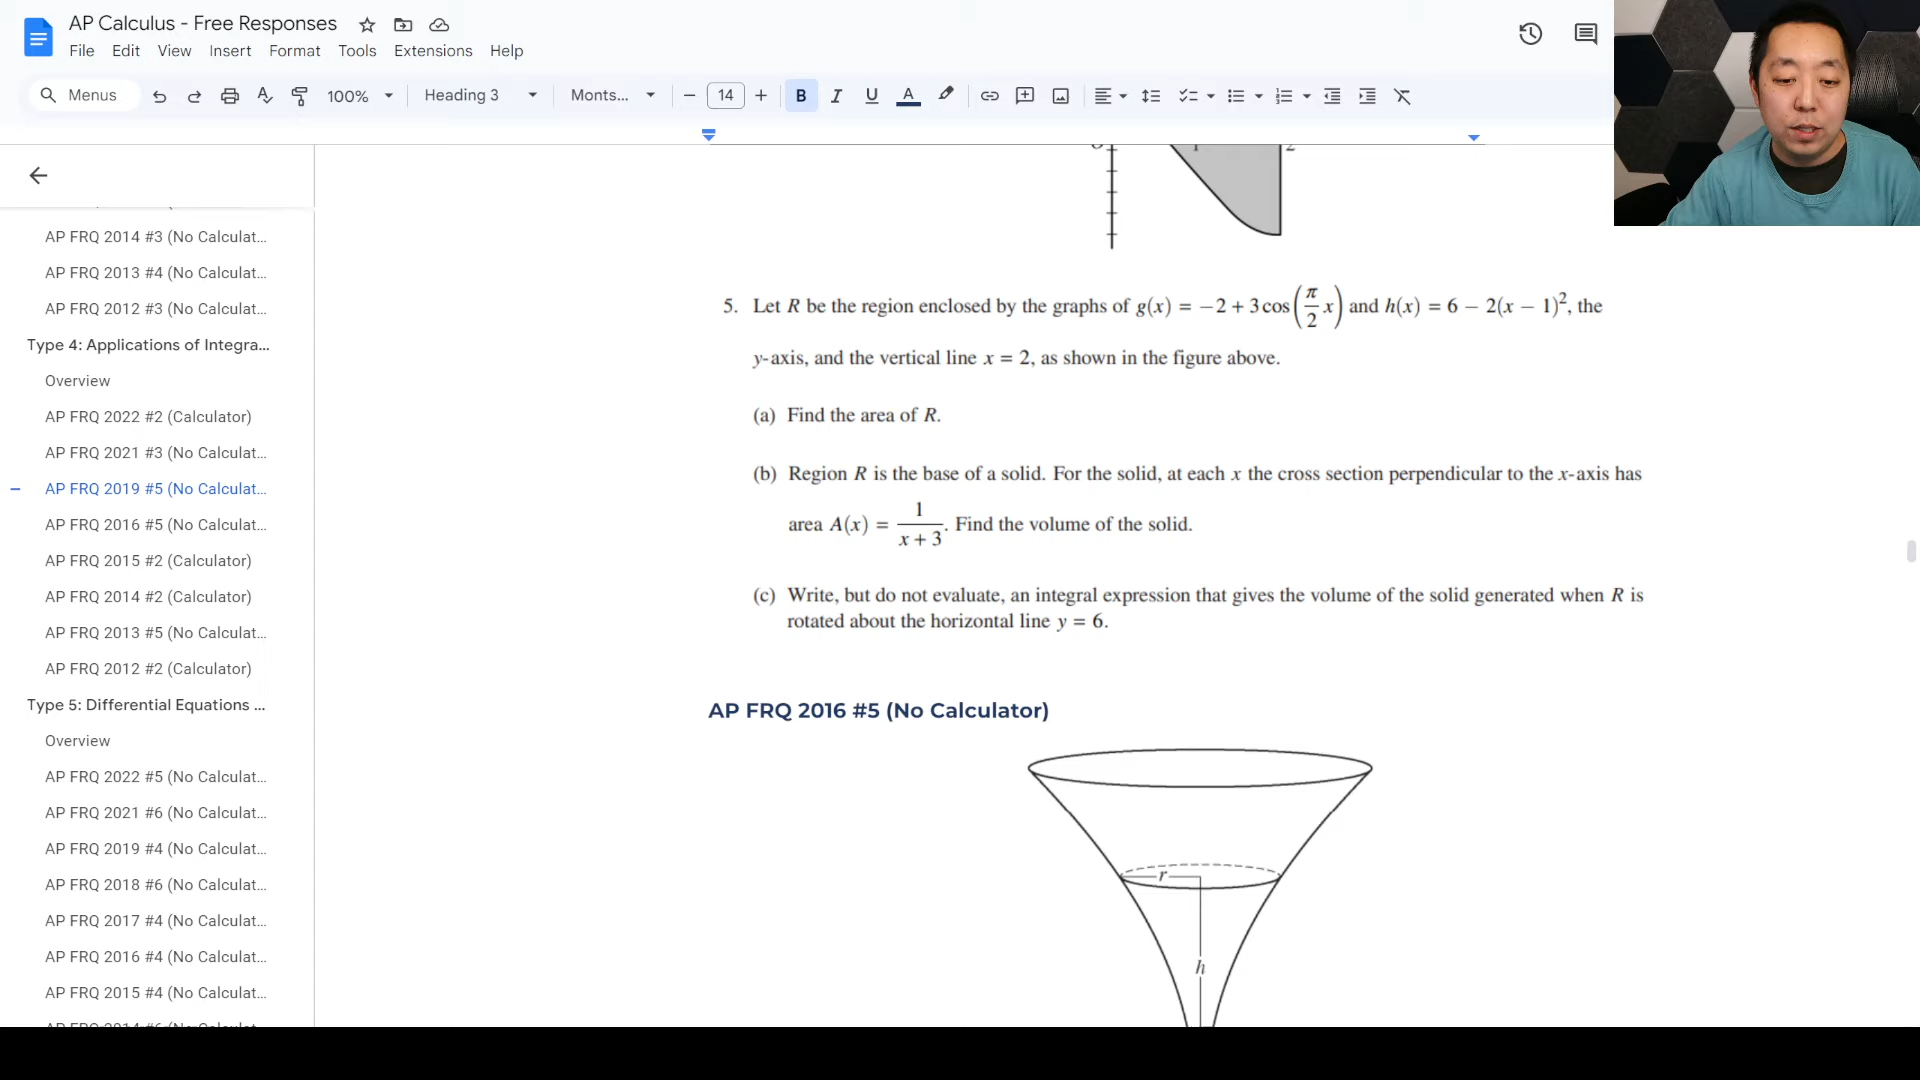 AP Calculus - Free Responses
File Edit View Insert Format Tools Extensions Help
Menus 100% Heading 3 Monts... 14 B I U A
AP FRQ 2014 #3 (No Calculat...
AP FRQ 2013 #4 (No Calculat...
AP FRQ 2012 #3 (No Calculat...
Type 4: Applications of Integra...
Overview
AP FRQ 2022 #2 (Calculator)
AP FRQ 2021 #3 (No Calculat...
AP FRQ 2019 #5 (No Calculat...
AP FRQ 2016 #5 (No Calculat...
AP FRQ 2015 #2 (Calculator)
AP FRQ 2014 #2 (Calculator)
AP FRQ 2013 #5 (No Calculat...
AP FRQ 2012 #2 (Calculator)
Type 5: Differential Equations ...
Overview
AP FRQ 2022 #5 (No Calculat...
AP FRQ 2021 #6 (No Calculat...
AP FRQ 2019 #4 (No Calculat...
AP FRQ 2018 #6 (No Calculat...
AP FRQ 2017 #4 (No Calculat...
AP FRQ 2016 #4 (No Calculat...
AP FRQ 2015 #4 (No Calculat...
5. Let R be the region enclosed by the graphs of g(x) = −2 + 3 cos(π/2 x) and h(x) = 6 − 2(x − 1)², the
y-axis, and the vertical line x = 2, as shown in the figure above.
(a) Find the area of R.
(b) Region R is the base of a solid. For the solid, at each x the cross section perpendicular to the x-axis has
area A(x) = 1/(x + 3). Find the volume of the solid.
(c) Write, but do not evaluate, an integral expression that gives the volume of the solid generated when R is
rotated about the horizontal line y = 6.
AP FRQ 2016 #5 (No Calculator)
r
h